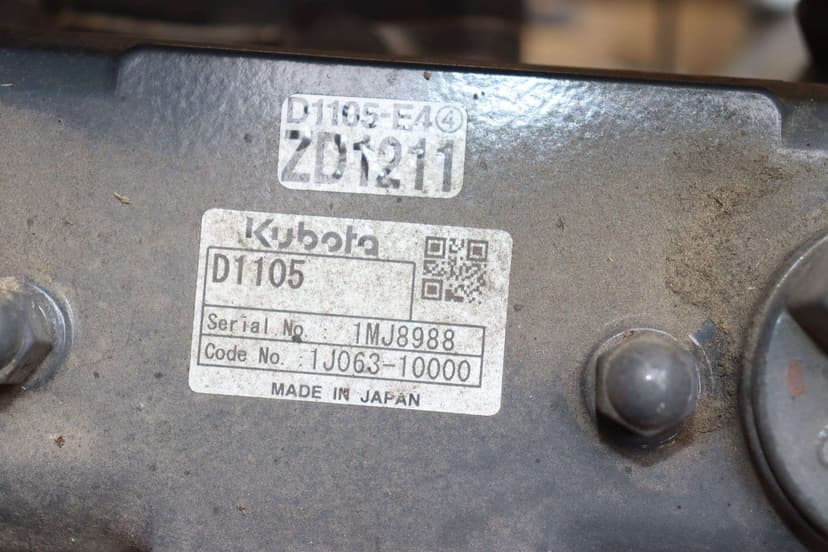 D1105-E4④
ZD1211
Kubota
D1105
Serial No. : 1MJ8988
Code No. : 1J063-10000
MADE IN JAPAN